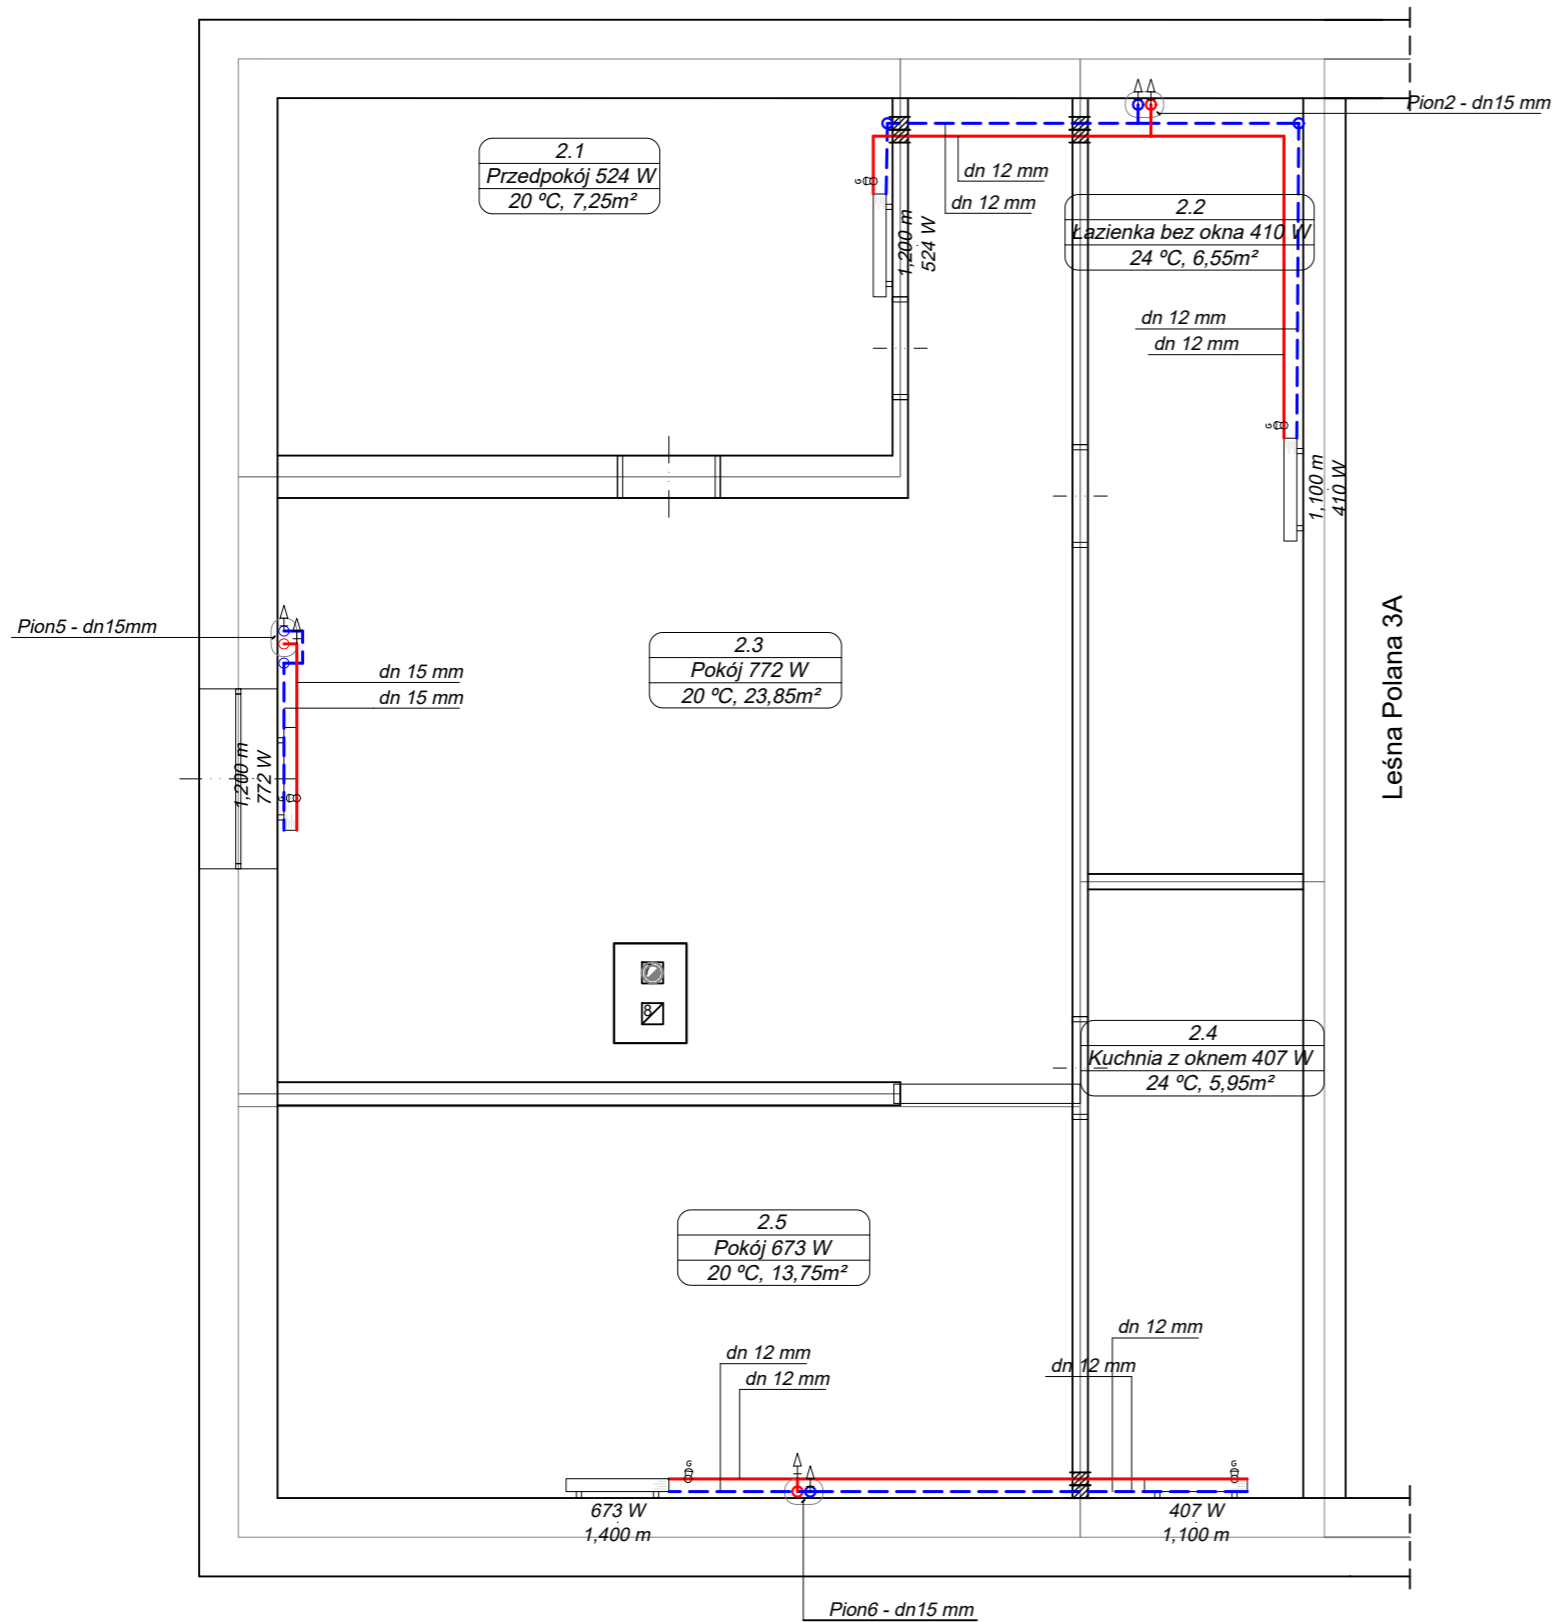 Pion2 - dn15 mm
2.1
Przedpokój 524 W
20 ºC, 7,25m²
G
1,200 m
524 W
dn 12 mm
dn 12 mm
2.2
Łazienka bez okna 410 W
24 ºC, 6,55m²
dn 12 mm
dn 12 mm
G
1,100 m
410 W
Leśna Polana 3A
Pion5 - dn15mm
dn 15 mm
dn 15 mm
1,200 m
772 W
G
2.3
Pokój 772 W
20 ºC, 23,85m²
8
2.4
Kuchnia z oknem 407 W
24 ºC, 5,95m²
2.5
Pokój 673 W
20 ºC, 13,75m²
dn 12 mm
dn 12 mm
dn 12 mm
dn 12 mm
G
G
673 W
1,400 m
407 W
1,100 m
Pion6 - dn15 mm